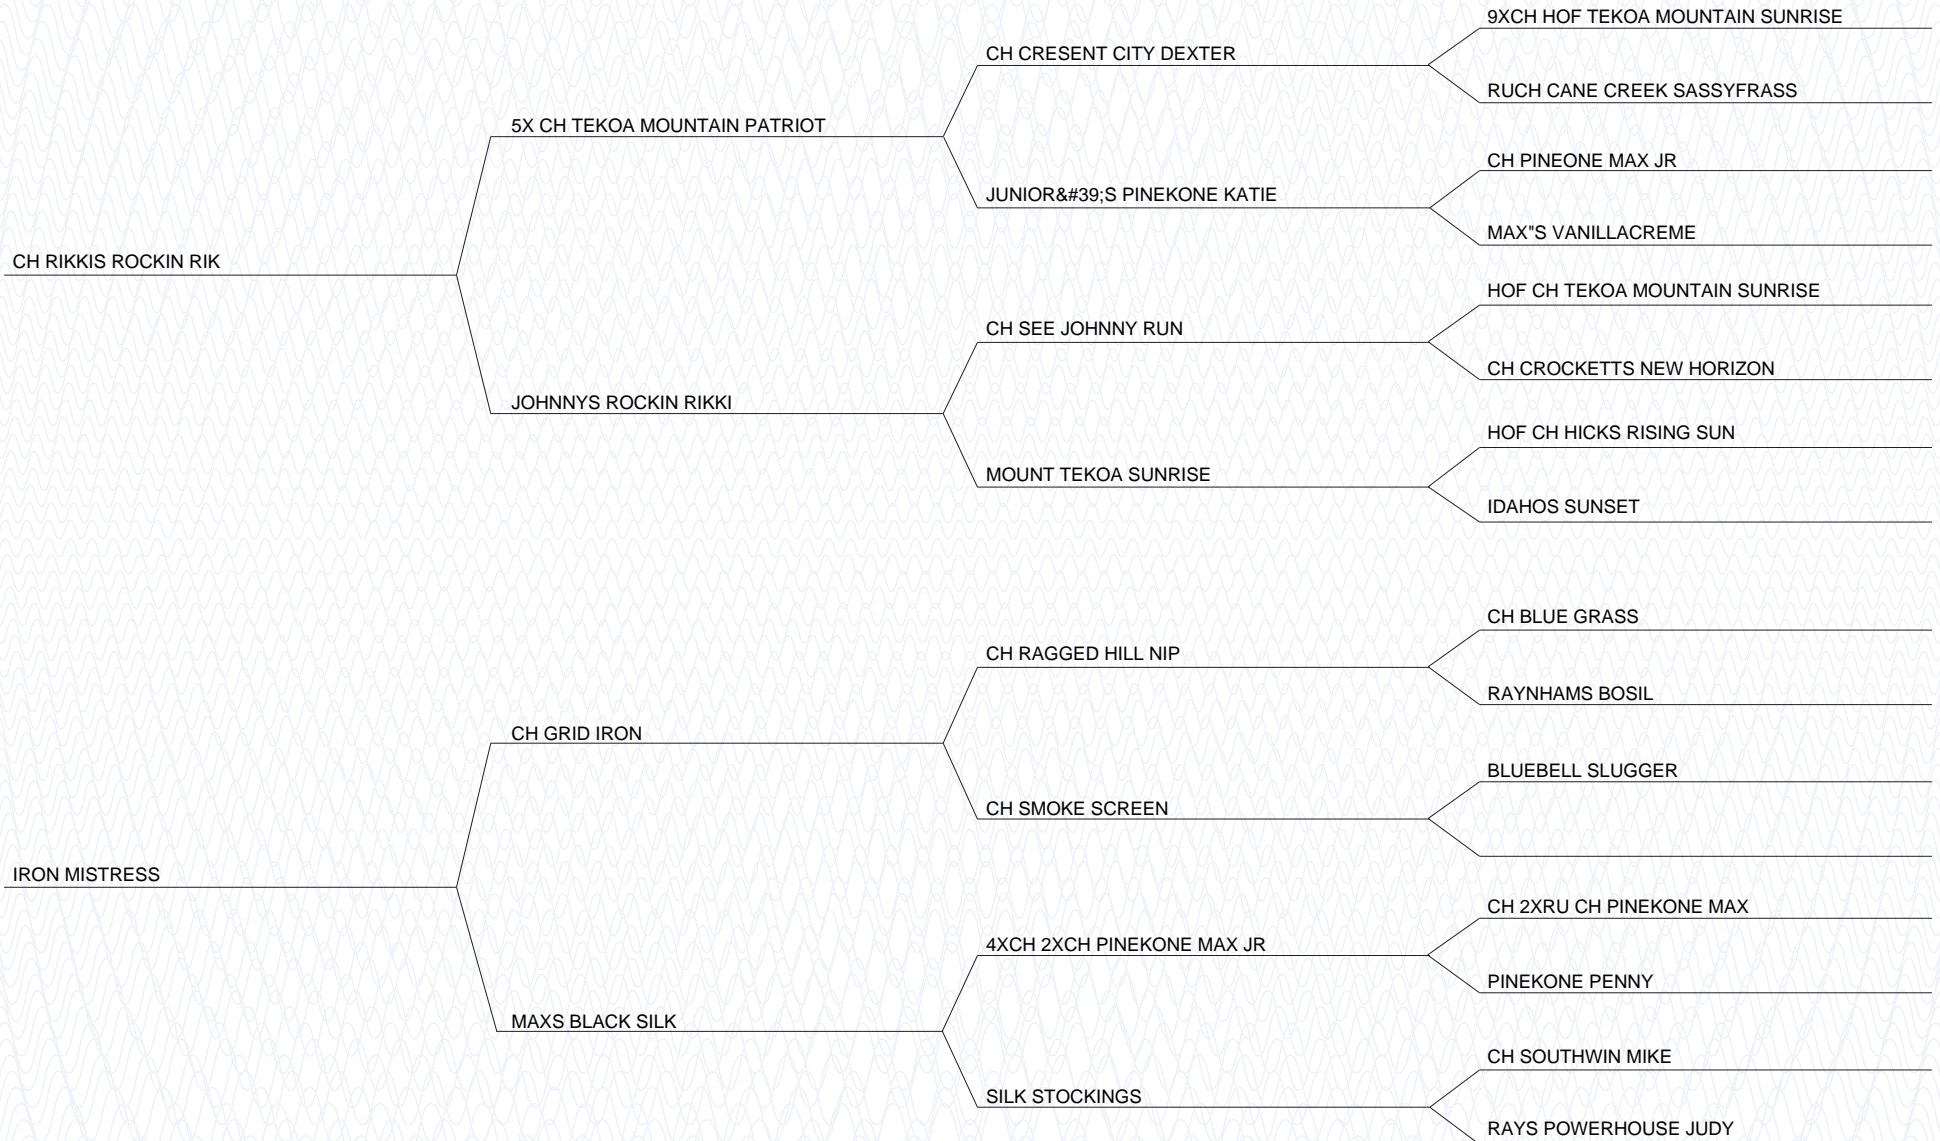 9XCH HOF TEKOA MOUNTAIN SUNRISE
CH CRESENT CITY DEXTER
RUCH CANE CREEK SASSYFRASS
5X CH TEKOA MOUNTAIN PATRIOT
CH PINEONE MAX JR
JUNIOR&#39;S PINEKONE KATIE
MAX"S VANILLACREME
CH RIKKIS ROCKIN RIK
HOF CH TEKOA MOUNTAIN SUNRISE
CH SEE JOHNNY RUN
CH CROCKETTS NEW HORIZON
JOHNNYS ROCKIN RIKKI
HOF CH HICKS RISING SUN
MOUNT TEKOA SUNRISE
IDAHOS SUNSET
CH BLUE GRASS
CH RAGGED HILL NIP
RAYNHAMS BOSIL
CH GRID IRON
BLUEBELL SLUGGER
CH SMOKE SCREEN
IRON MISTRESS
CH 2XRU CH PINEKONE MAX
4XCH 2XCH PINEKONE MAX JR
PINEKONE PENNY
MAXS BLACK SILK
CH SOUTHWIN MIKE
SILK STOCKINGS
RAYS POWERHOUSE JUDY